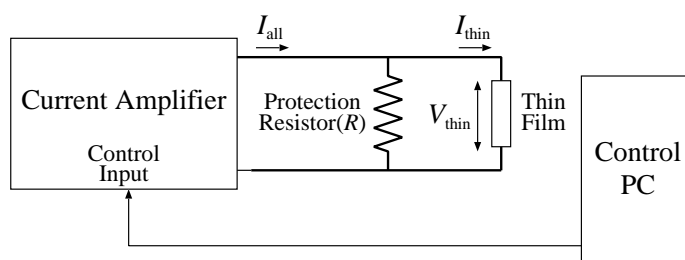 I_all
I_thin
Current Amplifier
Control
Input
Protection
Resistor(R)
V_thin
Thin
Film
Control
PC